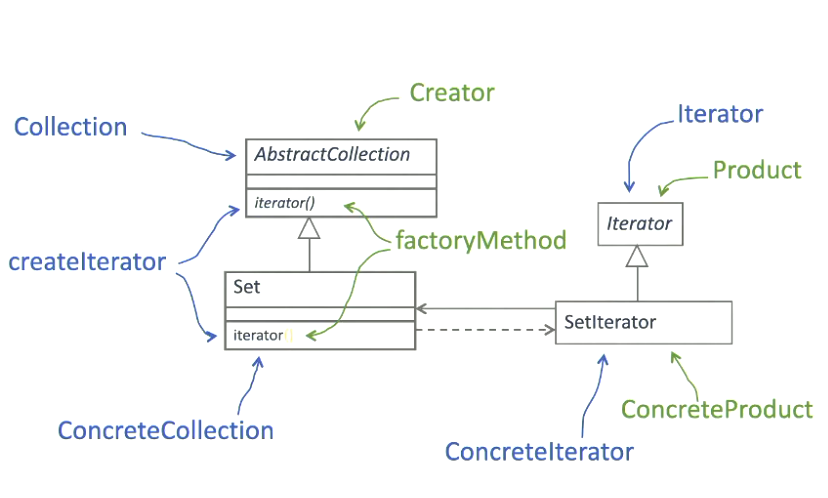 Creator
Collection
Iterator
AbstractCollection
Product
iterator()
Iterator
factoryMethod
createIterator
Set
SetIterator
iterator()
ConcreteProduct
ConcreteCollection
ConcreteIterator